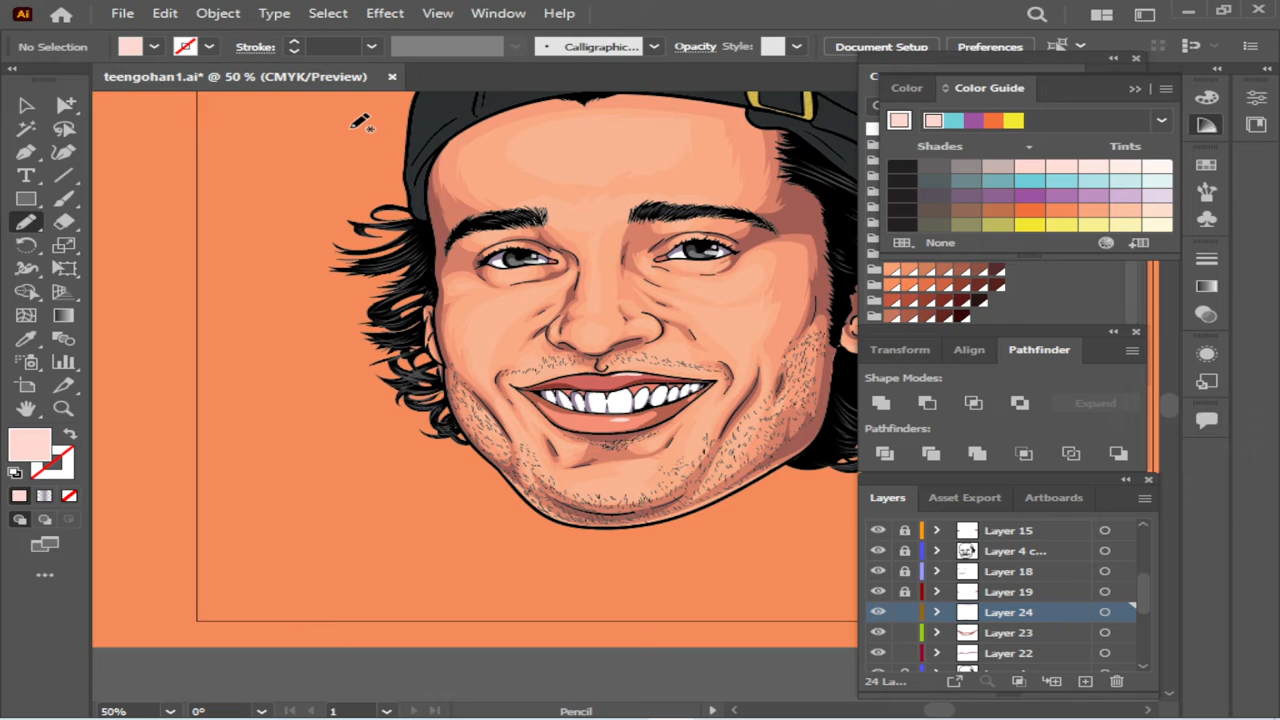 Ai File Edit Object Type Select Effect View Window Help
No Selection Stroke: Calligraphic... Opacity Style: Document Setup Preferences
teengohan1.ai* @ 50 % (CMYK/Preview)
Color Color Guide
Shades Tints
None
Transform Align Pathfinder
Shape Modes:
Expand
Pathfinders:
Layers Asset Export Artboards
Layer 15
Layer 4 c...
Layer 18
Layer 19
Layer 24
Layer 23
Layer 22
24 La...
50% 0° 1 Pencil